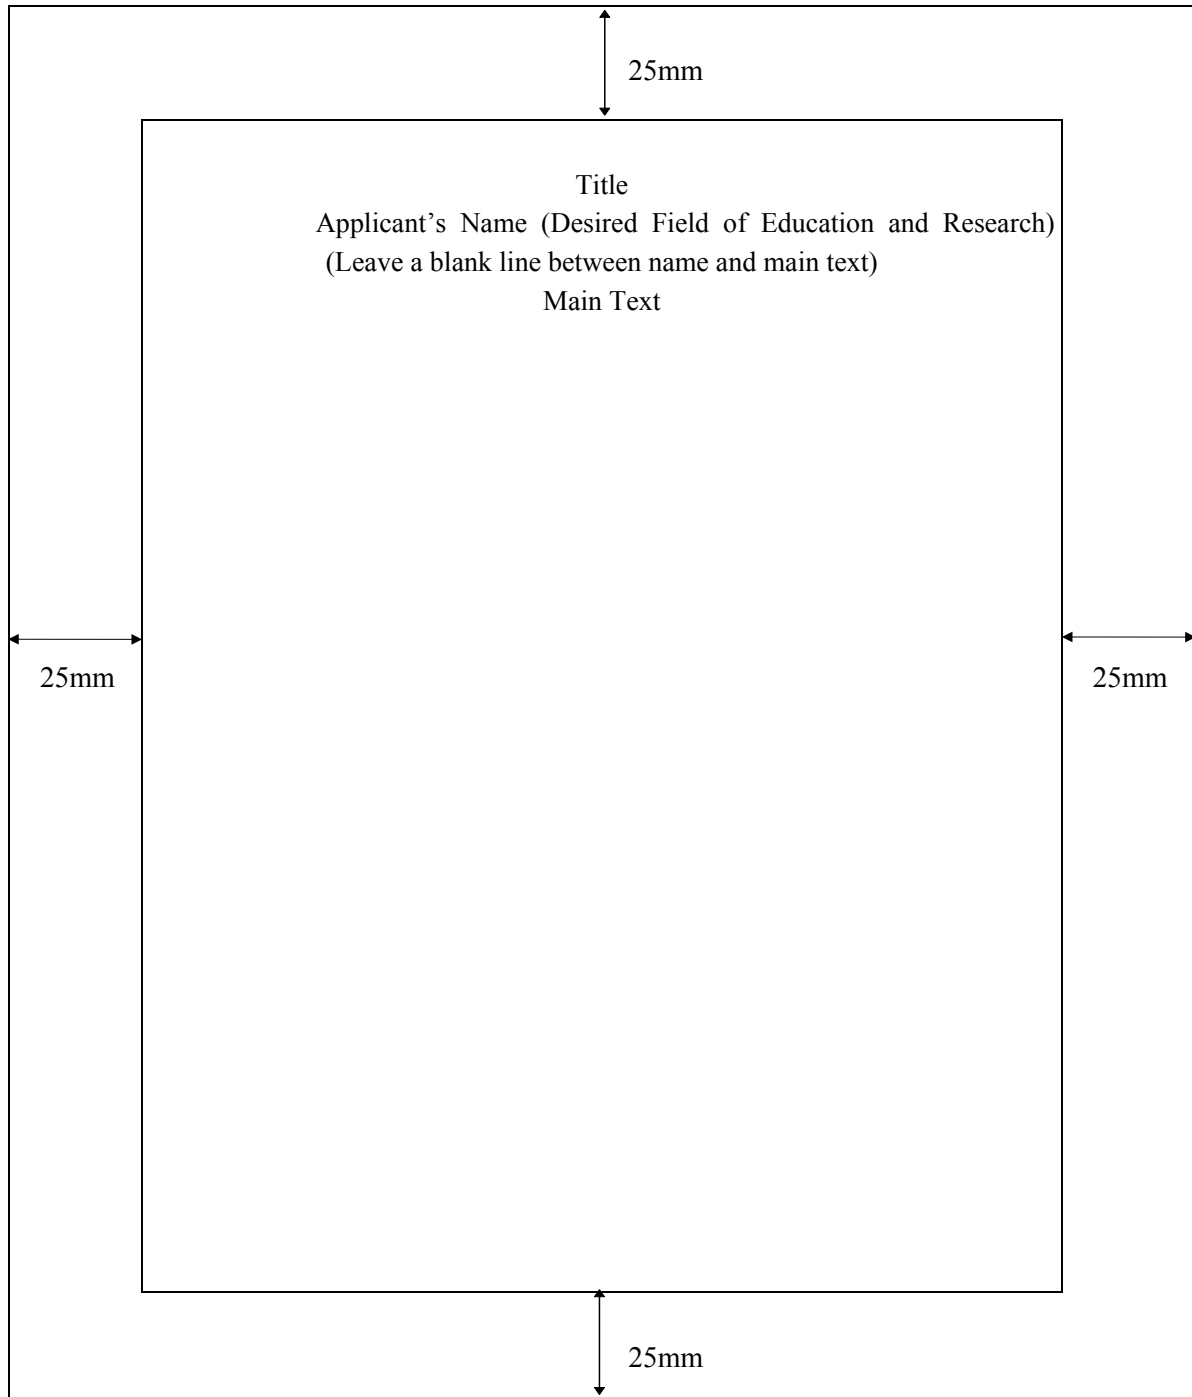 25mm
Title
Applicant’s Name (Desired Field of Education and Research)
(Leave a blank line between name and main text)
Main Text
25mm
25mm
25mm